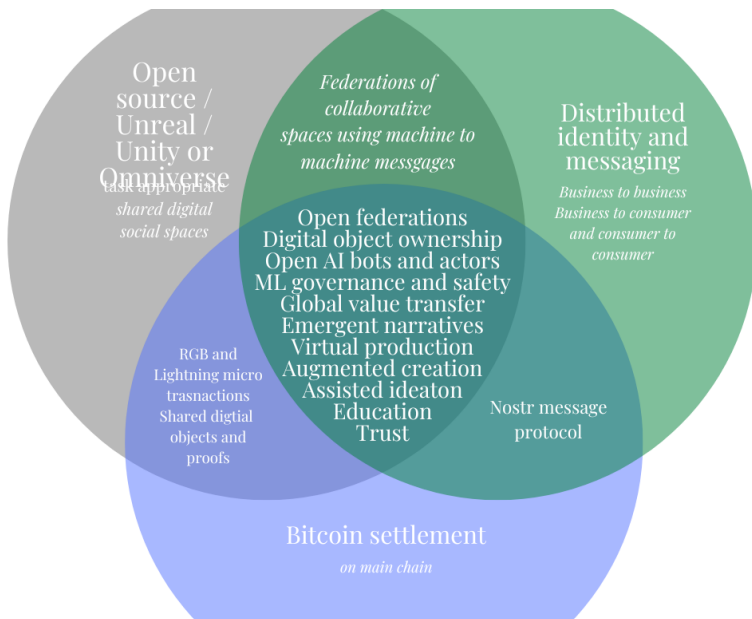 Open
source /
Unreal /
Unity or
Omniverse
task appropriate
shared digital
social spaces
Federations of
collaborative
spaces using machine to
machine messgages
Distributed
identity and
messaging
Business to business
Business to consumer
and consumer to
consumer
Open federations
Digital object ownership
Open AI bots and actors
ML governance and safety
Global value transfer
Emergent narratives
Virtual production
Augmented creation
Assisted ideaton
Education
Trust
RGB and
Lightning micro
trasnactions
Shared digtial
objects and
proofs
Nostr message
protocol
Bitcoin settlement
on main chain